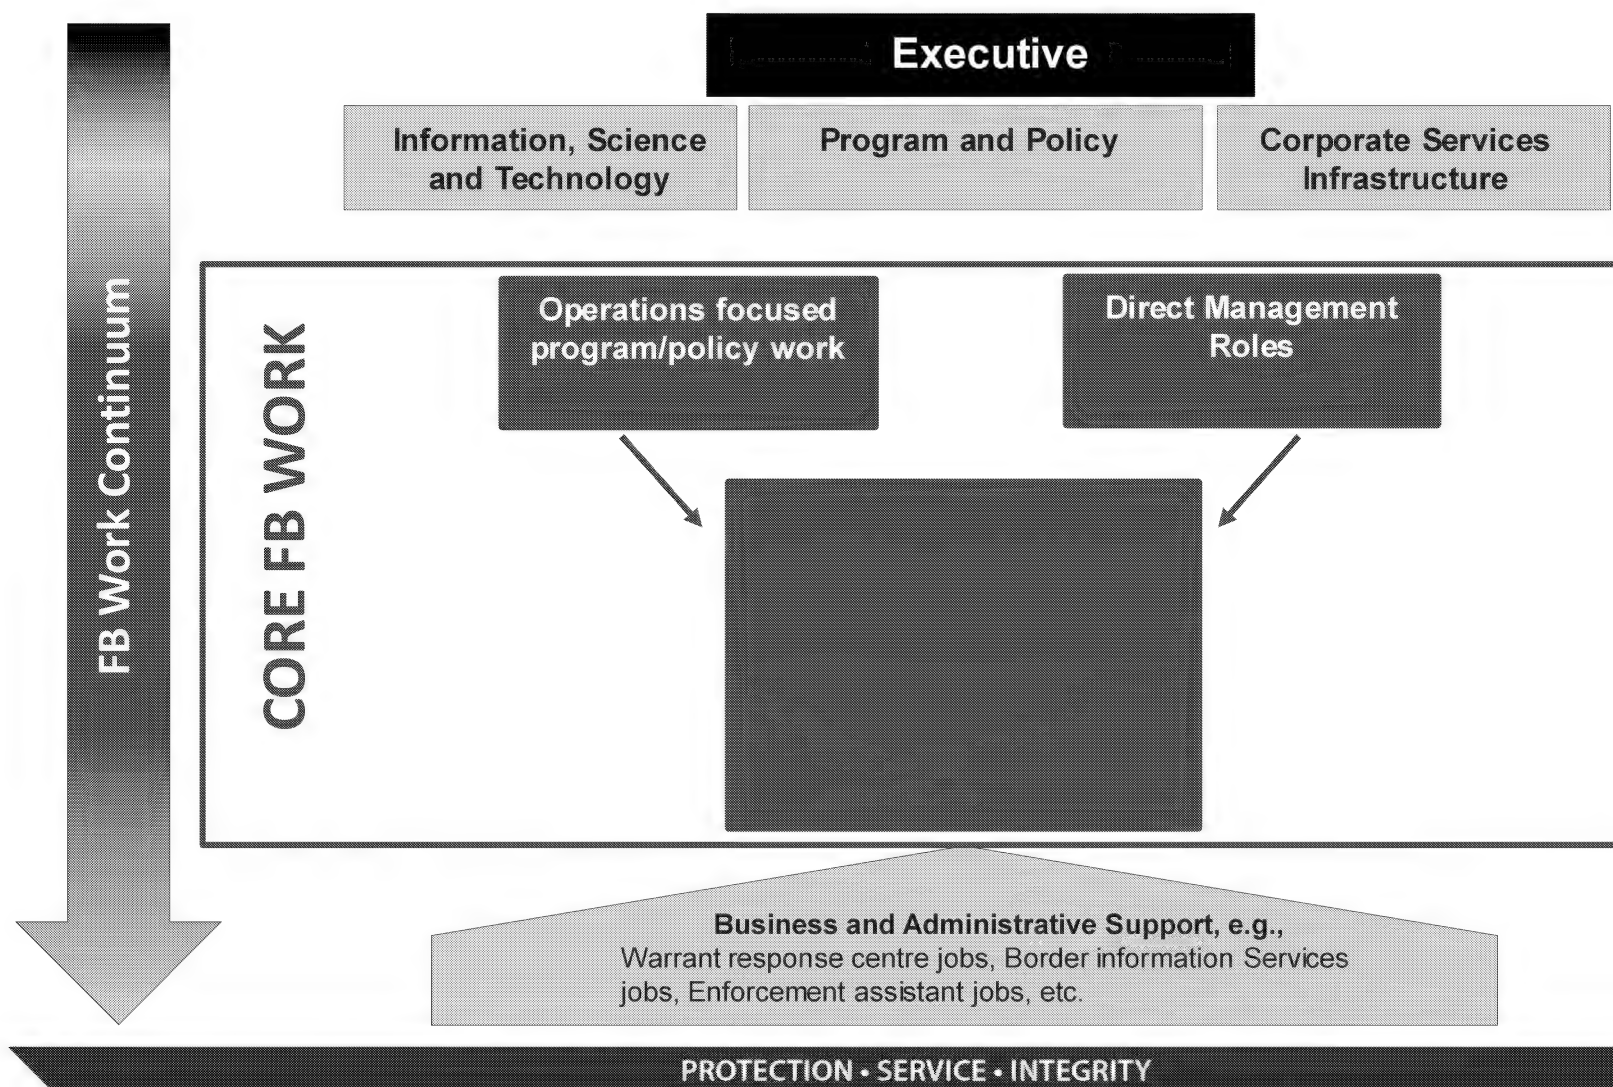 Executive
Information, Science
and Technology
Program and Policy
Corporate Services
Infrastructure
FB Work Continuum
CORE FB WORK
Operations focused
program/policy work
Direct Management
Roles
Business and Administrative Support, e.g.,
Warrant response centre jobs, Border information Services
jobs, Enforcement assistant jobs, etc.
PROTECTION • SERVICE • INTEGRITY